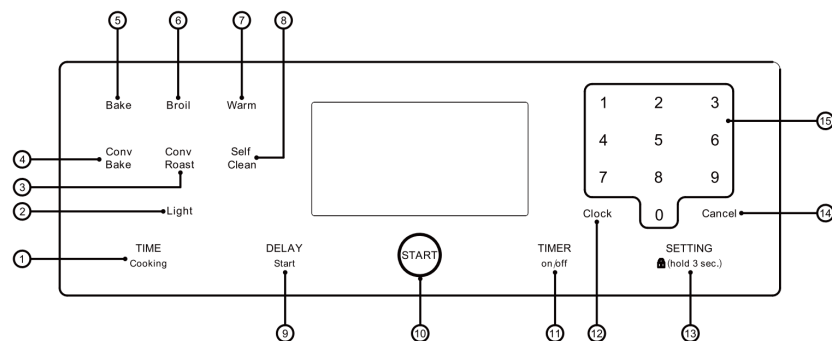 5 6 7 8
Bake Broil Warm
1 2 3
15
4 Conv Bake
Conv Roast
Self Clean
4 5 6
3
7 8 9
2 Light
Clock 0 Cancel 14
TIME
Cooking
DELAY
Start
START
TIMER
on/off
SETTING
(hold 3 sec.)
1
9 10 11 12 13